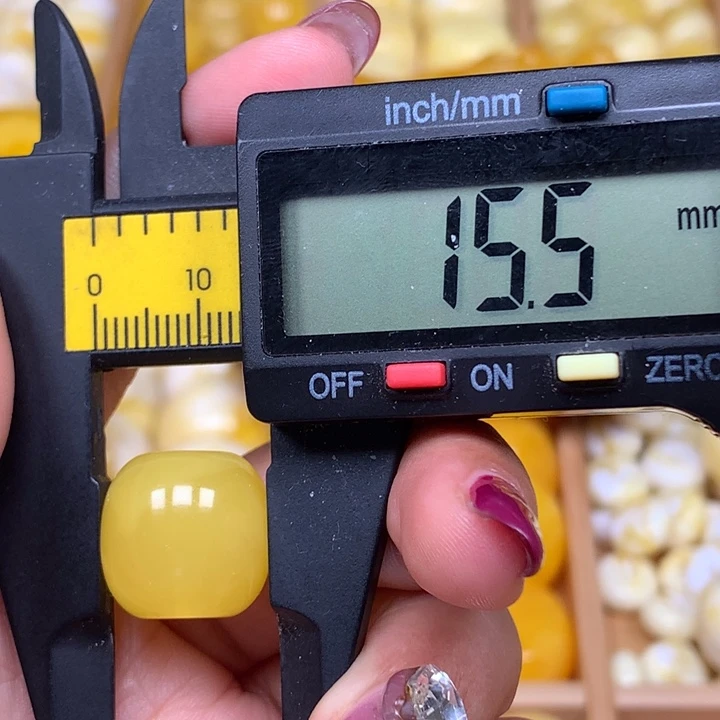 inch/mm
15.5 mm
0 10
OFF ON ZERO